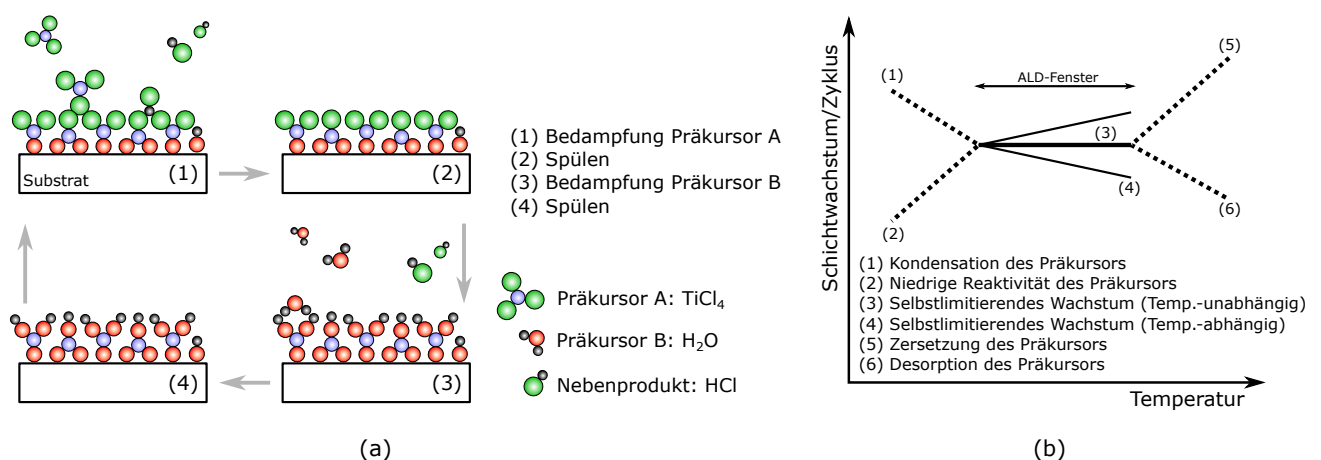 Substrat
(1)
(2)
(1) Bedampfung Präkursor A
(2) Spülen
(3) Bedampfung Präkursor B
(4) Spülen
(4)
(3)
Präkursor A: TiCl₄
Präkursor B: H₂O
Nebenprodukt: HCl
(a)
Schichtwachstum/Zyklus
(1)
ALD-Fenster
(5)
(3)
(4)
(2)
(6)
(1) Kondensation des Präkursors
(2) Niedrige Reaktivität des Präkursors
(3) Selbstlimitierendes Wachstum (Temp.-unabhängig)
(4) Selbstlimitierendes Wachstum (Temp.-abhängig)
(5) Zersetzung des Präkursors
(6) Desorption des Präkursors
Temperatur
(b)